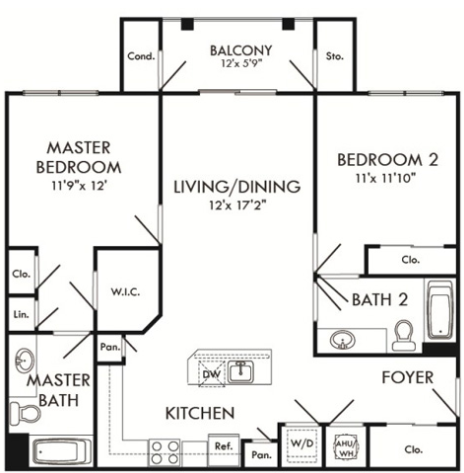 Cond.
BALCONY
12'x 5'9"
Sto.
MASTER
BEDROOM
11'9"x 12'
LIVING/DINING
12'x 17'2"
BEDROOM 2
11'x 11'10"
Clo.
Clo.
W.I.C.
Lin.
BATH 2
Pan.
MASTER
BATH
DW
FOYER
KITCHEN
Ref.
Pan.
W/D
AHU/
WH
Clo.